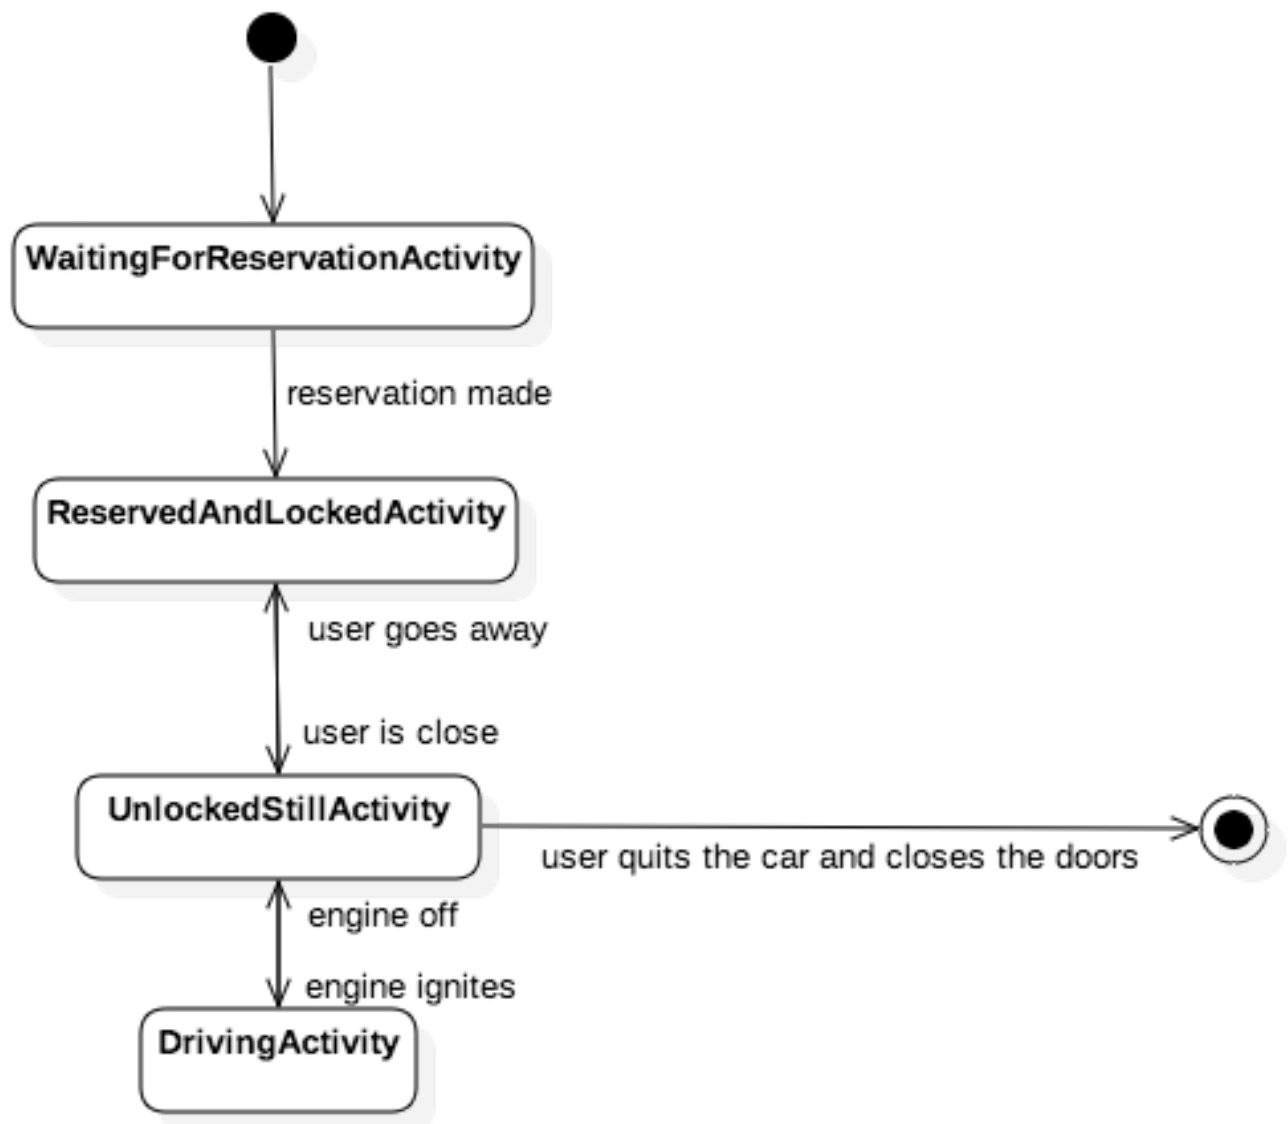 WaitingForReservationActivity
reservation made
ReservedAndLockedActivity
user goes away
user is close
UnlockedStillActivity
user quits the car and closes the doors
engine off
engine ignites
DrivingActivity